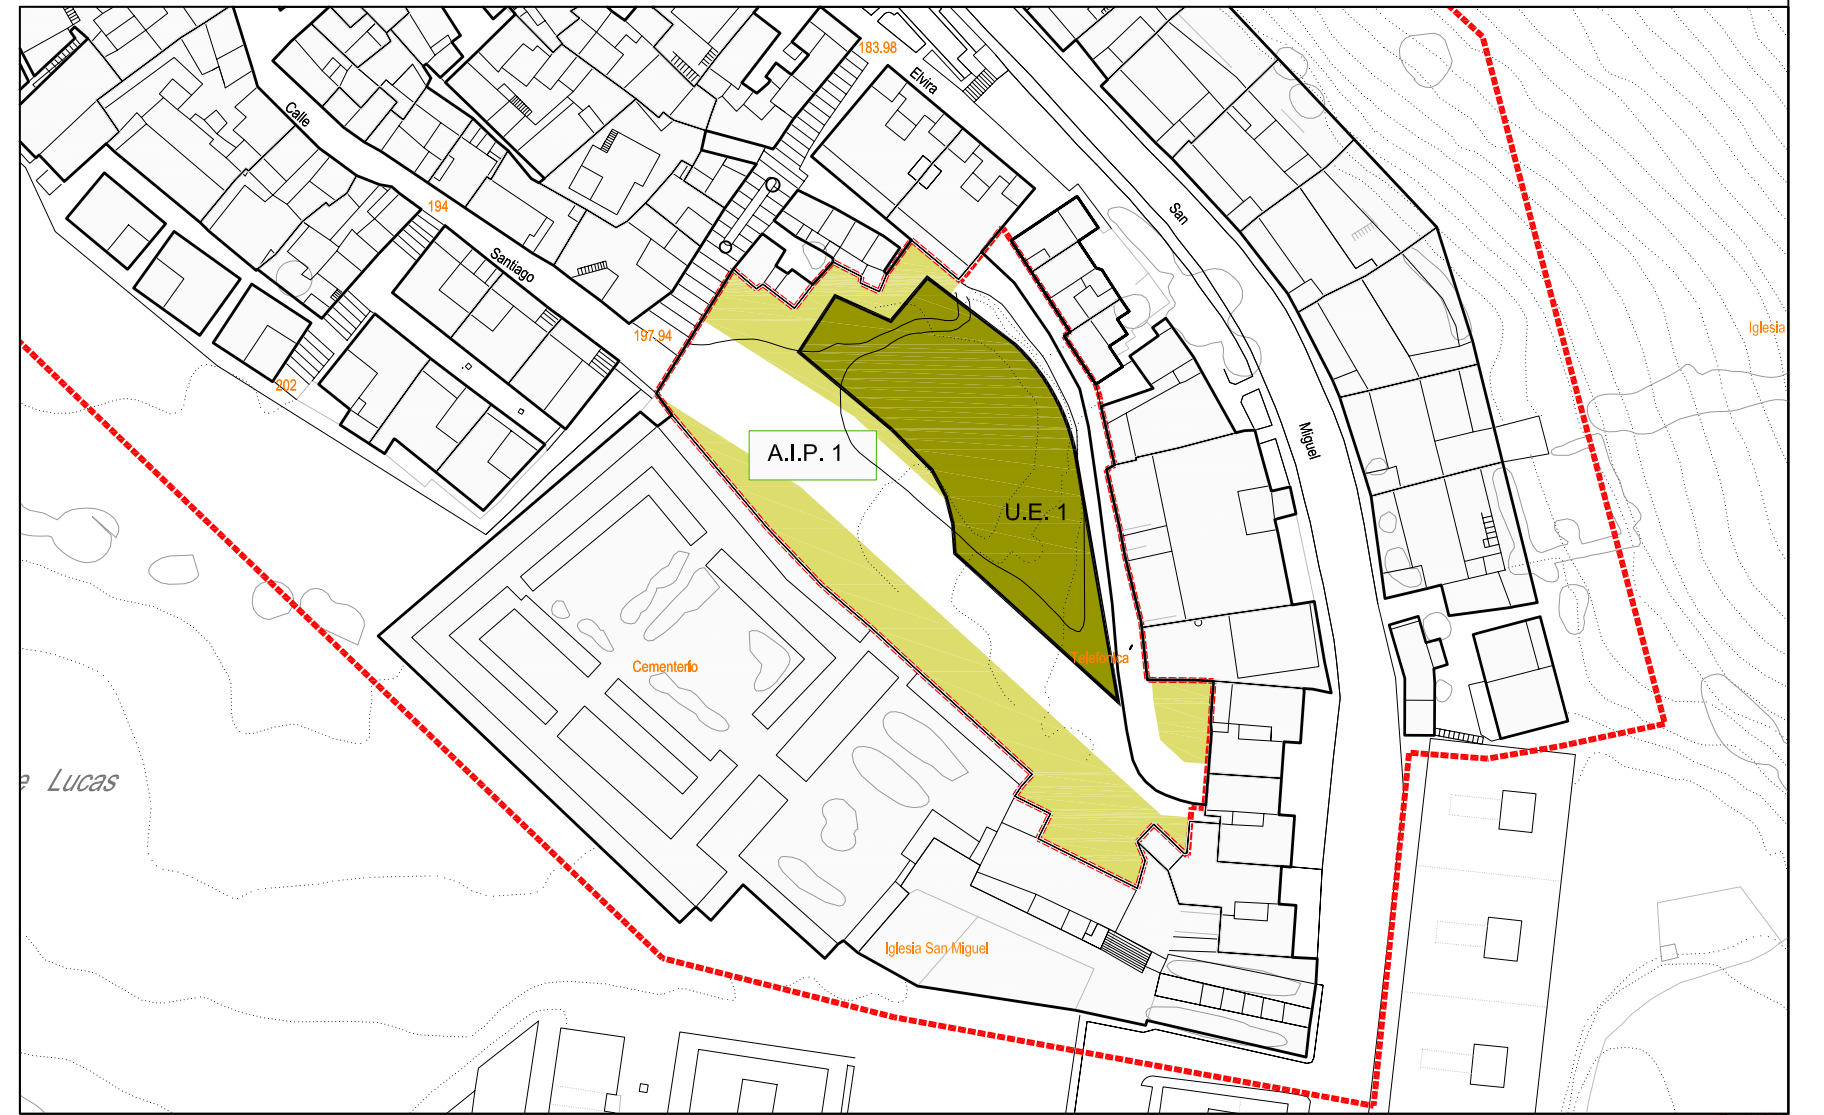 183.98
Elvira
Calle
194
San
Santiago
197.94
Iglesia
202
A.I.P. 1
Miguel
U.E. 1
Telefonica
Cementerio
e Lucas
Iglesia San Miguel